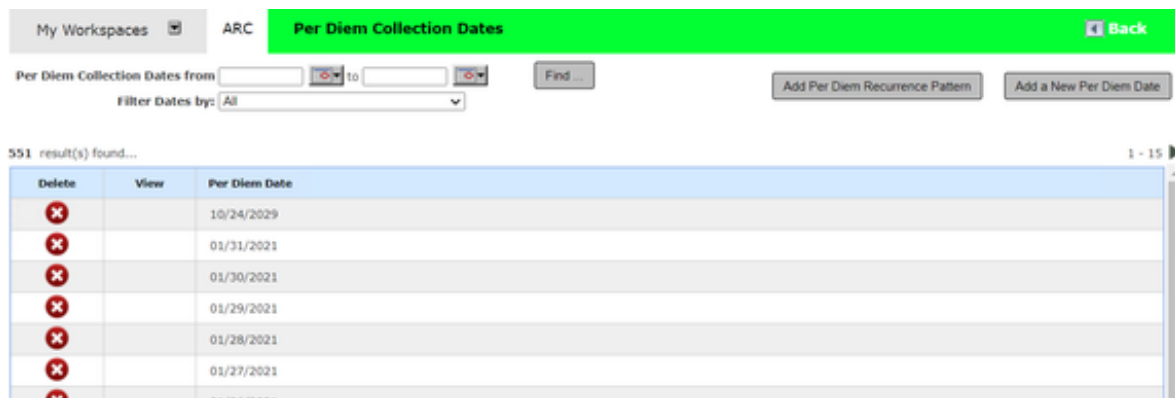 My Workspaces ARC Per Diem Collection Dates Back
Per Diem Collection Dates from to Find ... Add Per Diem Recurrence Pattern Add a New Per Diem Date
Filter Dates by: All
551 result(s) found... 1 - 15
Delete View Per Diem Date
10/24/2029
01/31/2021
01/30/2021
01/29/2021
01/28/2021
01/27/2021